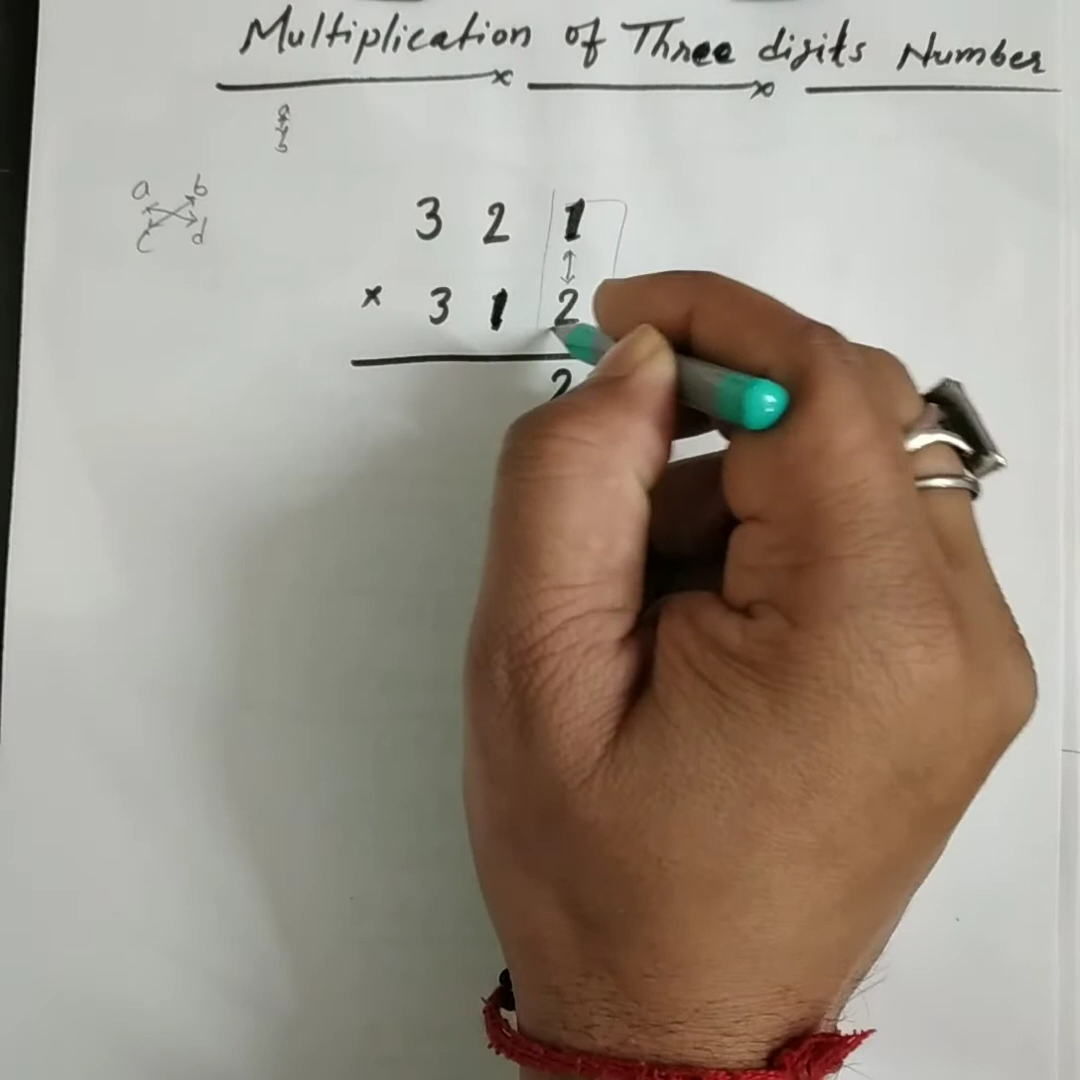 Multiplication of Three digits Number
a
b
a b
c d
3 2 1
× 3 1 2
2